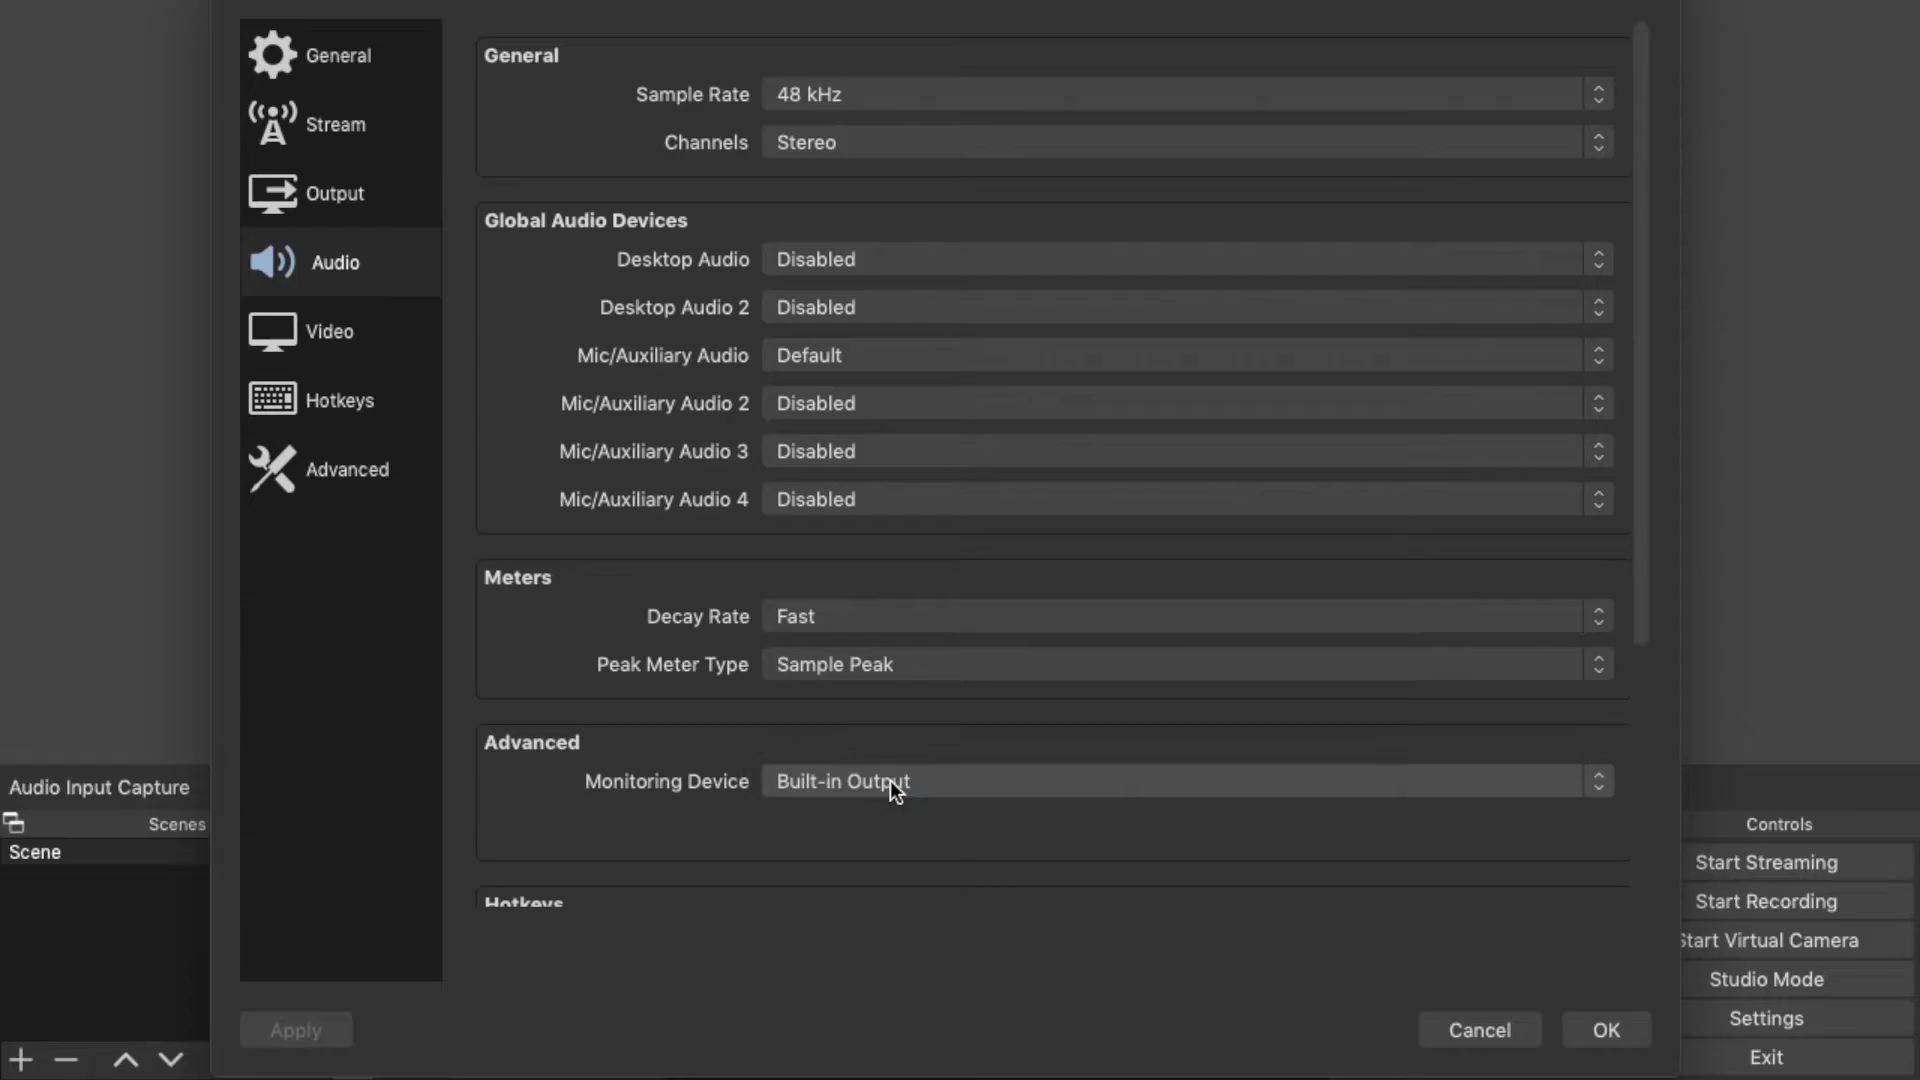 General
Stream
Output
Audio
Video
Hotkeys
Advanced
General
Sample Rate 48 kHz
Channels Stereo
Global Audio Devices
Desktop Audio Disabled
Desktop Audio 2 Disabled
Mic/Auxiliary Audio Default
Mic/Auxiliary Audio 2 Disabled
Mic/Auxiliary Audio 3 Disabled
Mic/Auxiliary Audio 4 Disabled
Meters
Decay Rate Fast
Peak Meter Type Sample Peak
Advanced
Monitoring Device Built-in Output
Hotkeys
Apply
Cancel
OK
Audio Input Capture
Scenes
Scene
Controls
Start Streaming
Start Recording
Start Virtual Camera
Studio Mode
Settings
Exit